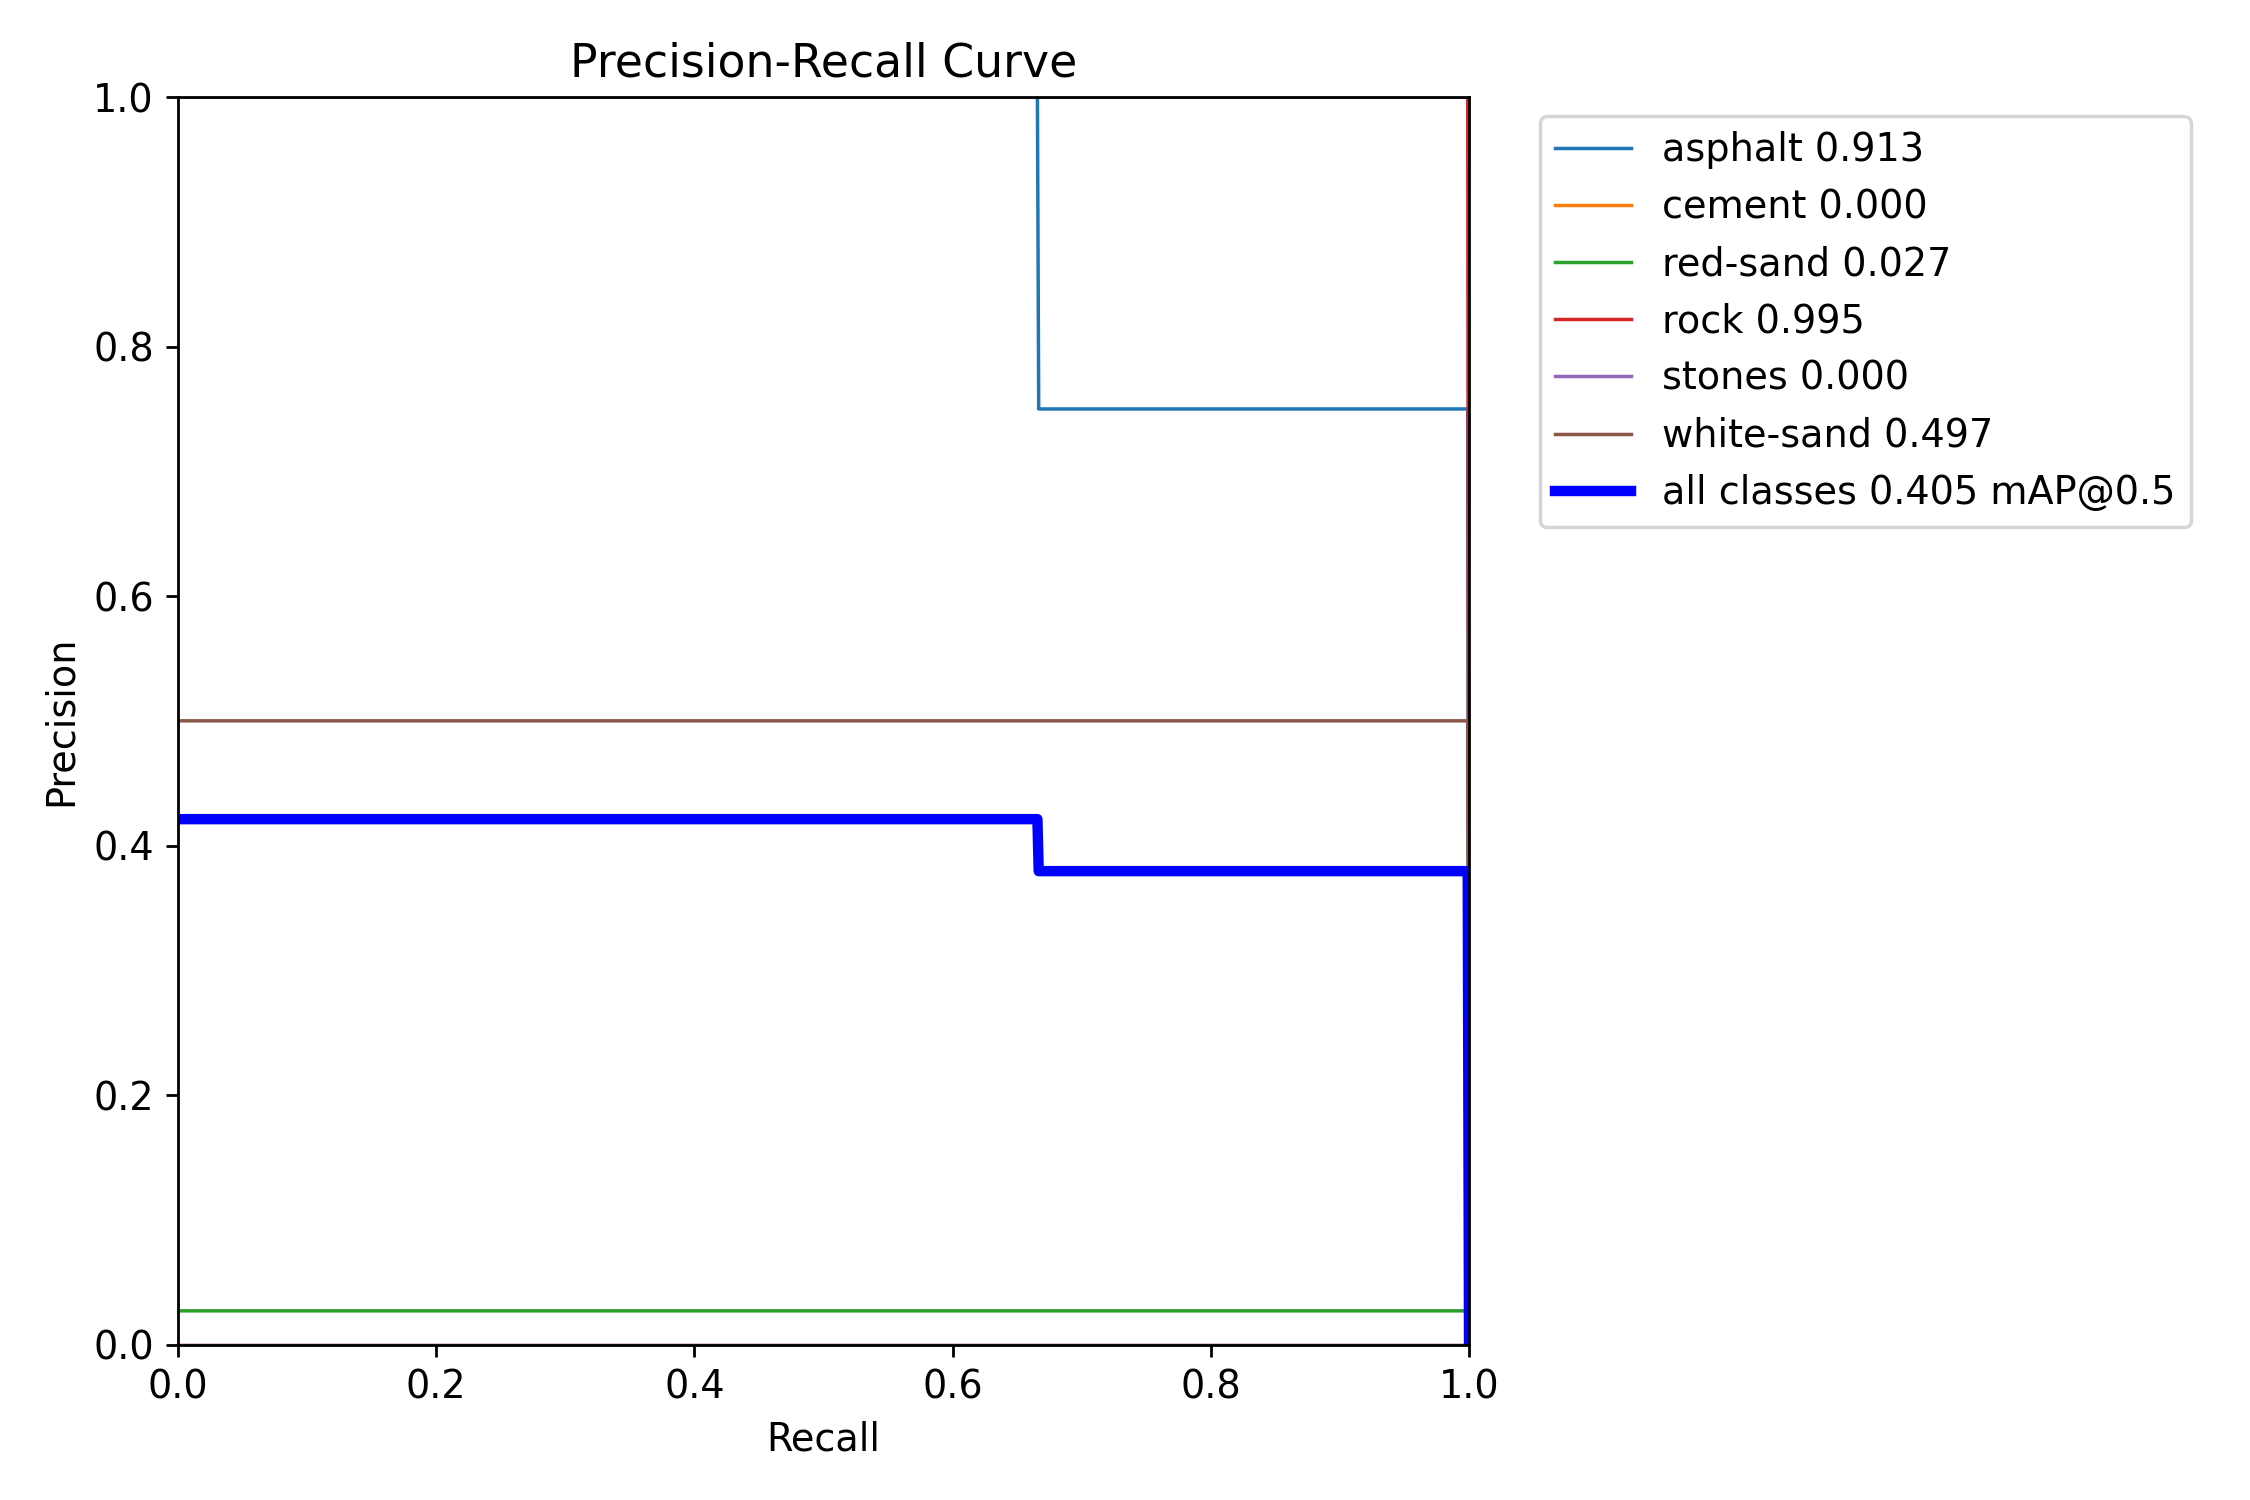 Precision-Recall Curve
1.0
0.8
0.6
0.4
0.2
0.0
Precision
0.0 0.2 0.4 0.6 0.8 1.0
Recall
asphalt 0.913
cement 0.000
red-sand 0.027
rock 0.995
stones 0.000
white-sand 0.497
all classes 0.405 mAP@0.5